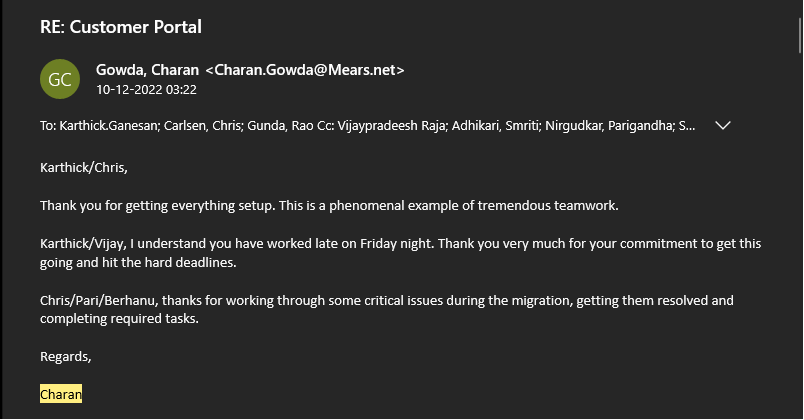 RE: Customer Portal
GC
Gowda, Charan <Charan.Gowda@Mears.net>
10-12-2022 03:22
To: Karthick.Ganesan; Carlsen, Chris; Gunda, Rao Cc: Vijaypradeesh Raja; Adhikari, Smriti; Nirgudkar, Parigandha; S...
Karthick/Chris,
Thank you for getting everything setup. This is a phenomenal example of tremendous teamwork.
Karthick/Vijay, I understand you have worked late on Friday night. Thank you very much for your commitment to get this
going and hit the hard deadlines.
Chris/Pari/Berhanu, thanks for working through some critical issues during the migration, getting them resolved and
completing required tasks.
Regards,
Charan